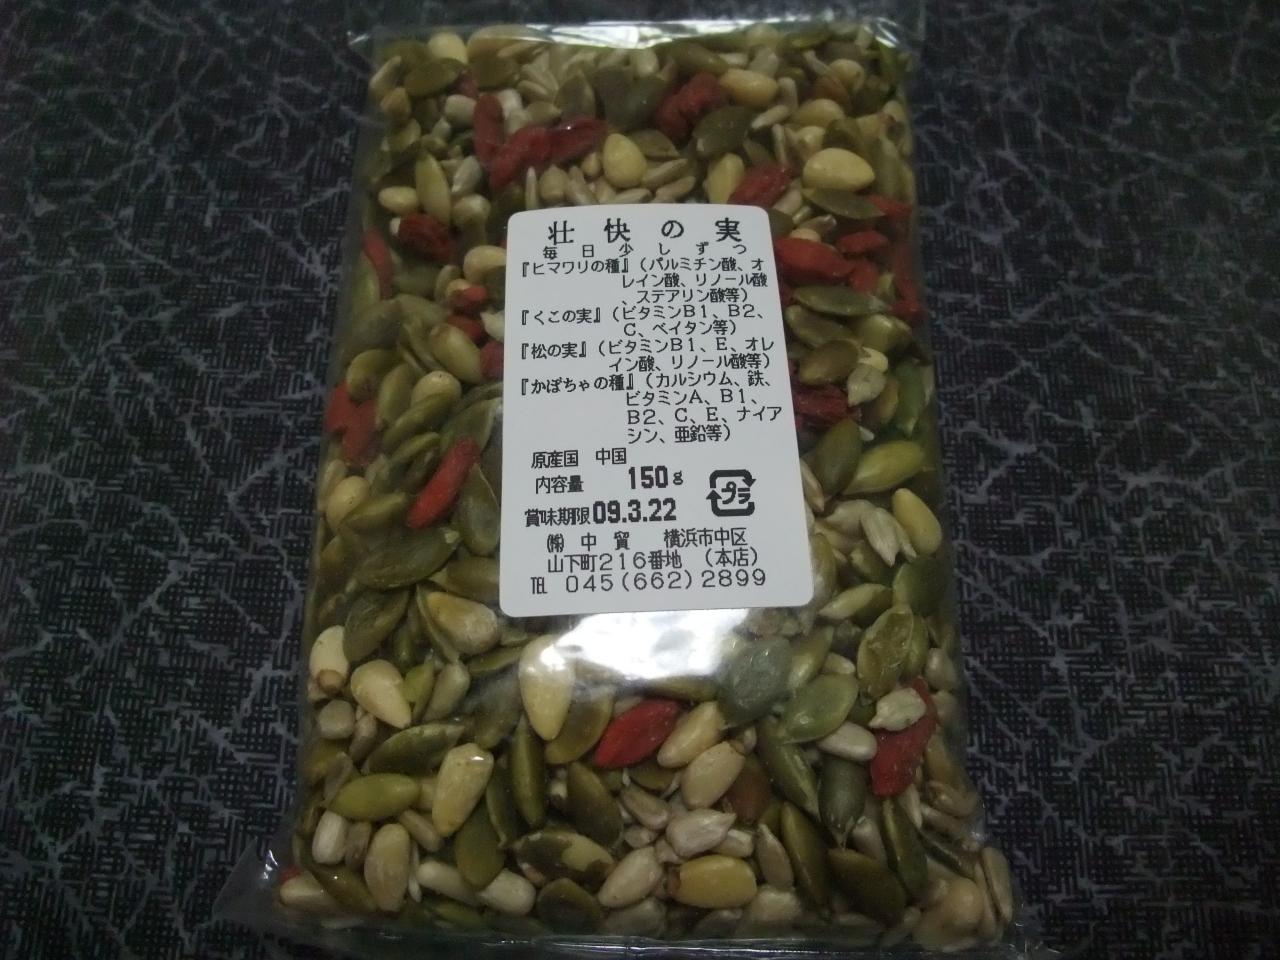 壮快の実
毎日少しずつ
『ヒマワリの種』（パルミチン酸、オ
レイン酸、リノール酸
、ステアリン酸等）
『くこの実』（ビタミンＢ１、Ｂ２、
Ｃ、ベイタン等）
『松の実』（ビタミンＢ１、Ｅ、オレ
イン酸、リノール酸等）
『かぼちゃの種』（カルシウム、鉄、
ビタミンＡ、Ｂ１、
Ｂ２、Ｃ、Ｅ、ナイア
シン、亜鉛等）
原産国 中国
内容量 150g
プラ
賞味期限 09.3.22
㈱中貿 横浜市中区
山下町２１６番地 （本店）
℡ ０４５（６６２）２８９９